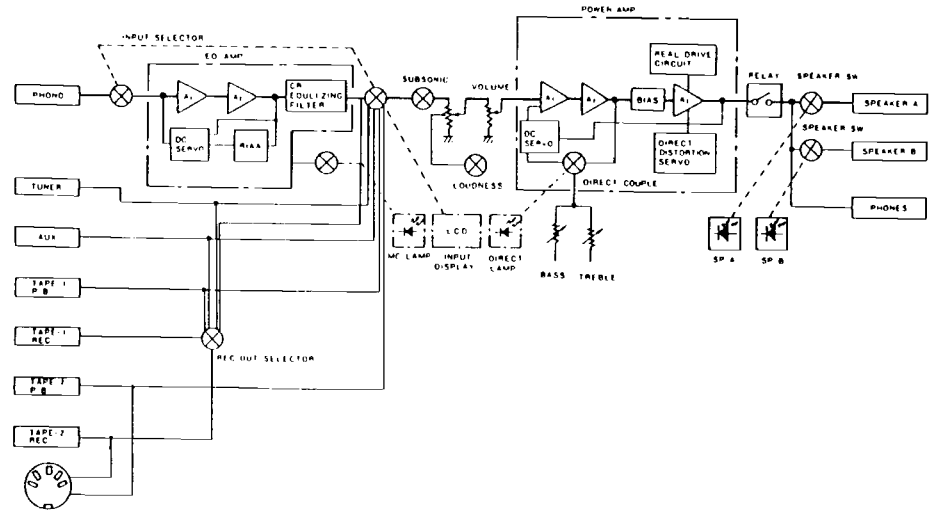 POWER AMP
INPUT SELECTOR
EQ AMP
REAL DRIVE
CIRCUIT
RELAY
SPEAKER SW
SUBSONIC
VOLUME
PHONO
A1
A2
CR
EQULIZING
FILTER
A1
A2
BIAS
SPEAKER A
SPEAKER SW
DC
SERVO
RIAA
DC
SERVO
DIRECT
DISTORTION
SERVO
SPEAKER B
LOUDNESS
DIRECT COUPLE
TUNER
PHONES
AUX
LCD
MC LAMP
INPUT
DISPLAY
DIRECT
LAMP
BASS
TREBLE
SP A
SP B
TAPE-1
P.B
TAPE-1
REC
REC OUT SELECTOR
TAPE-2
P.B
TAPE-2
REC